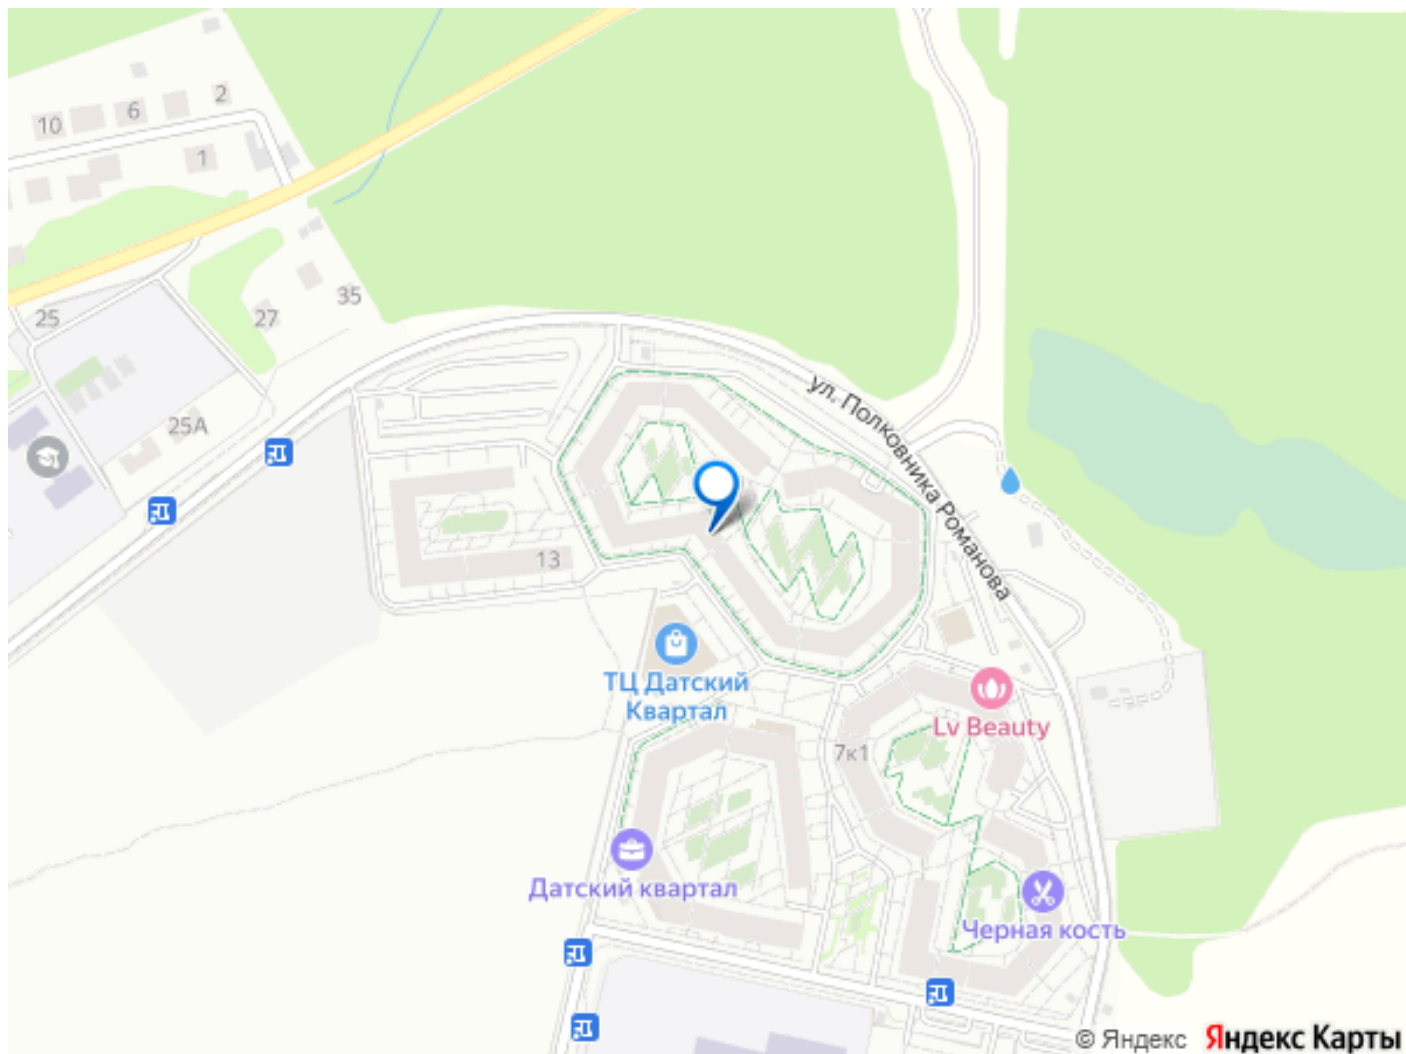 2
6
10
1
35
27
25
25А
ул. Полковника Романова
13
ТЦ Датский
Квартал
Lv Beauty
7к1
Датский квартал
Черная кость
© Яндекс Яндекс Карты